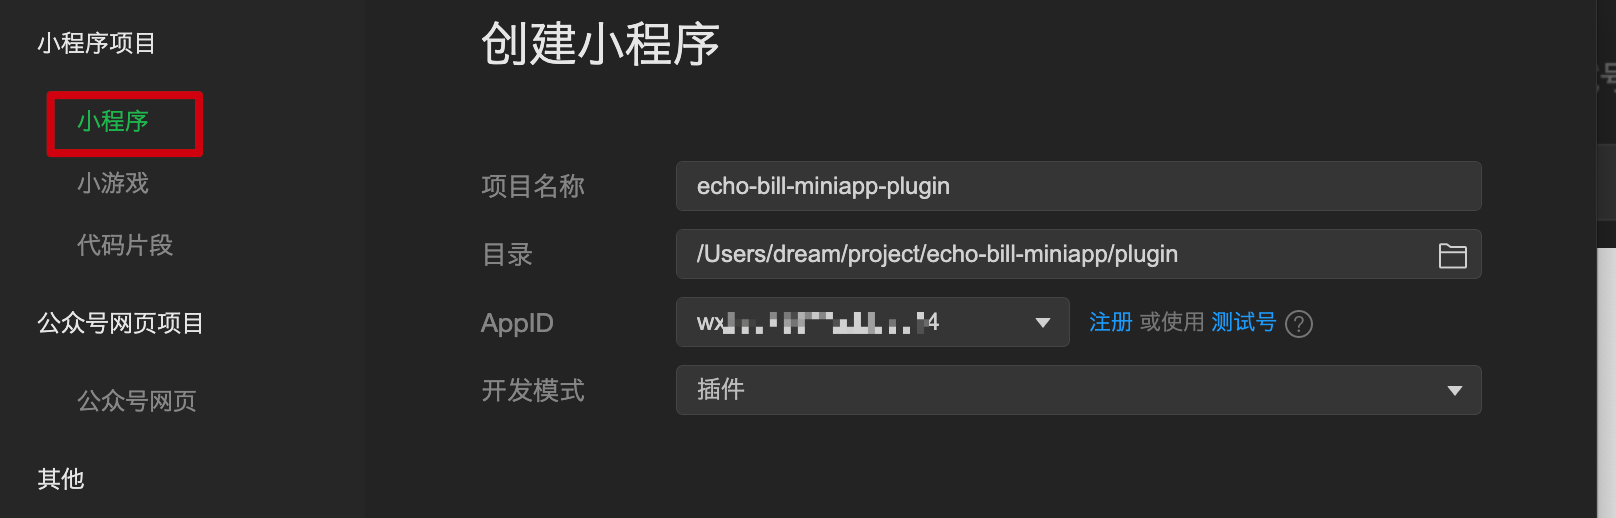 小程序项目
小程序
小游戏
代码片段
公众号网页项目
公众号网页
其他
创建小程序
项目名称 echo-bill-miniapp-plugin
目录 /Users/dream/project/echo-bill-miniapp/plugin
AppID wx 4 注册 或使用 测试号 ?
开发模式 插件